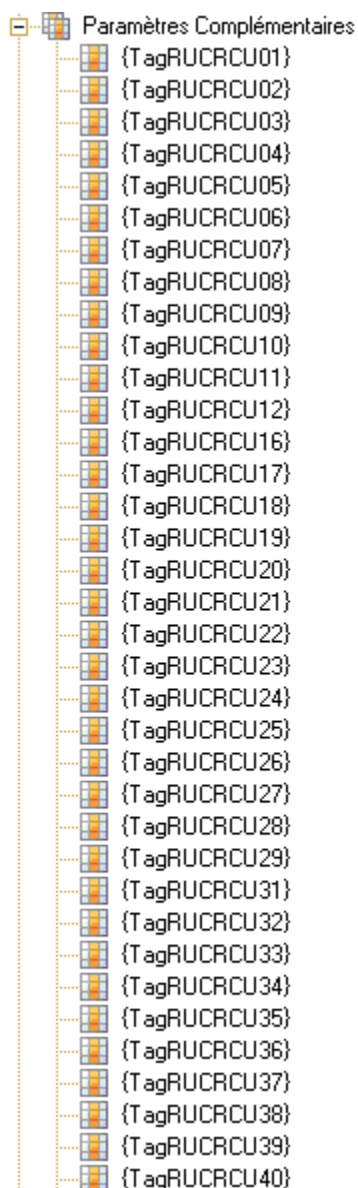 Paramètres Complémentaires
{TagRUCRCU01}
{TagRUCRCU02}
{TagRUCRCU03}
{TagRUCRCU04}
{TagRUCRCU05}
{TagRUCRCU06}
{TagRUCRCU07}
{TagRUCRCU08}
{TagRUCRCU09}
{TagRUCRCU10}
{TagRUCRCU11}
{TagRUCRCU12}
{TagRUCRCU16}
{TagRUCRCU17}
{TagRUCRCU18}
{TagRUCRCU19}
{TagRUCRCU20}
{TagRUCRCU21}
{TagRUCRCU22}
{TagRUCRCU23}
{TagRUCRCU24}
{TagRUCRCU25}
{TagRUCRCU26}
{TagRUCRCU27}
{TagRUCRCU28}
{TagRUCRCU29}
{TagRUCRCU31}
{TagRUCRCU32}
{TagRUCRCU33}
{TagRUCRCU34}
{TagRUCRCU35}
{TagRUCRCU36}
{TagRUCRCU37}
{TagRUCRCU38}
{TagRUCRCU39}
{TagRUCRCU40}